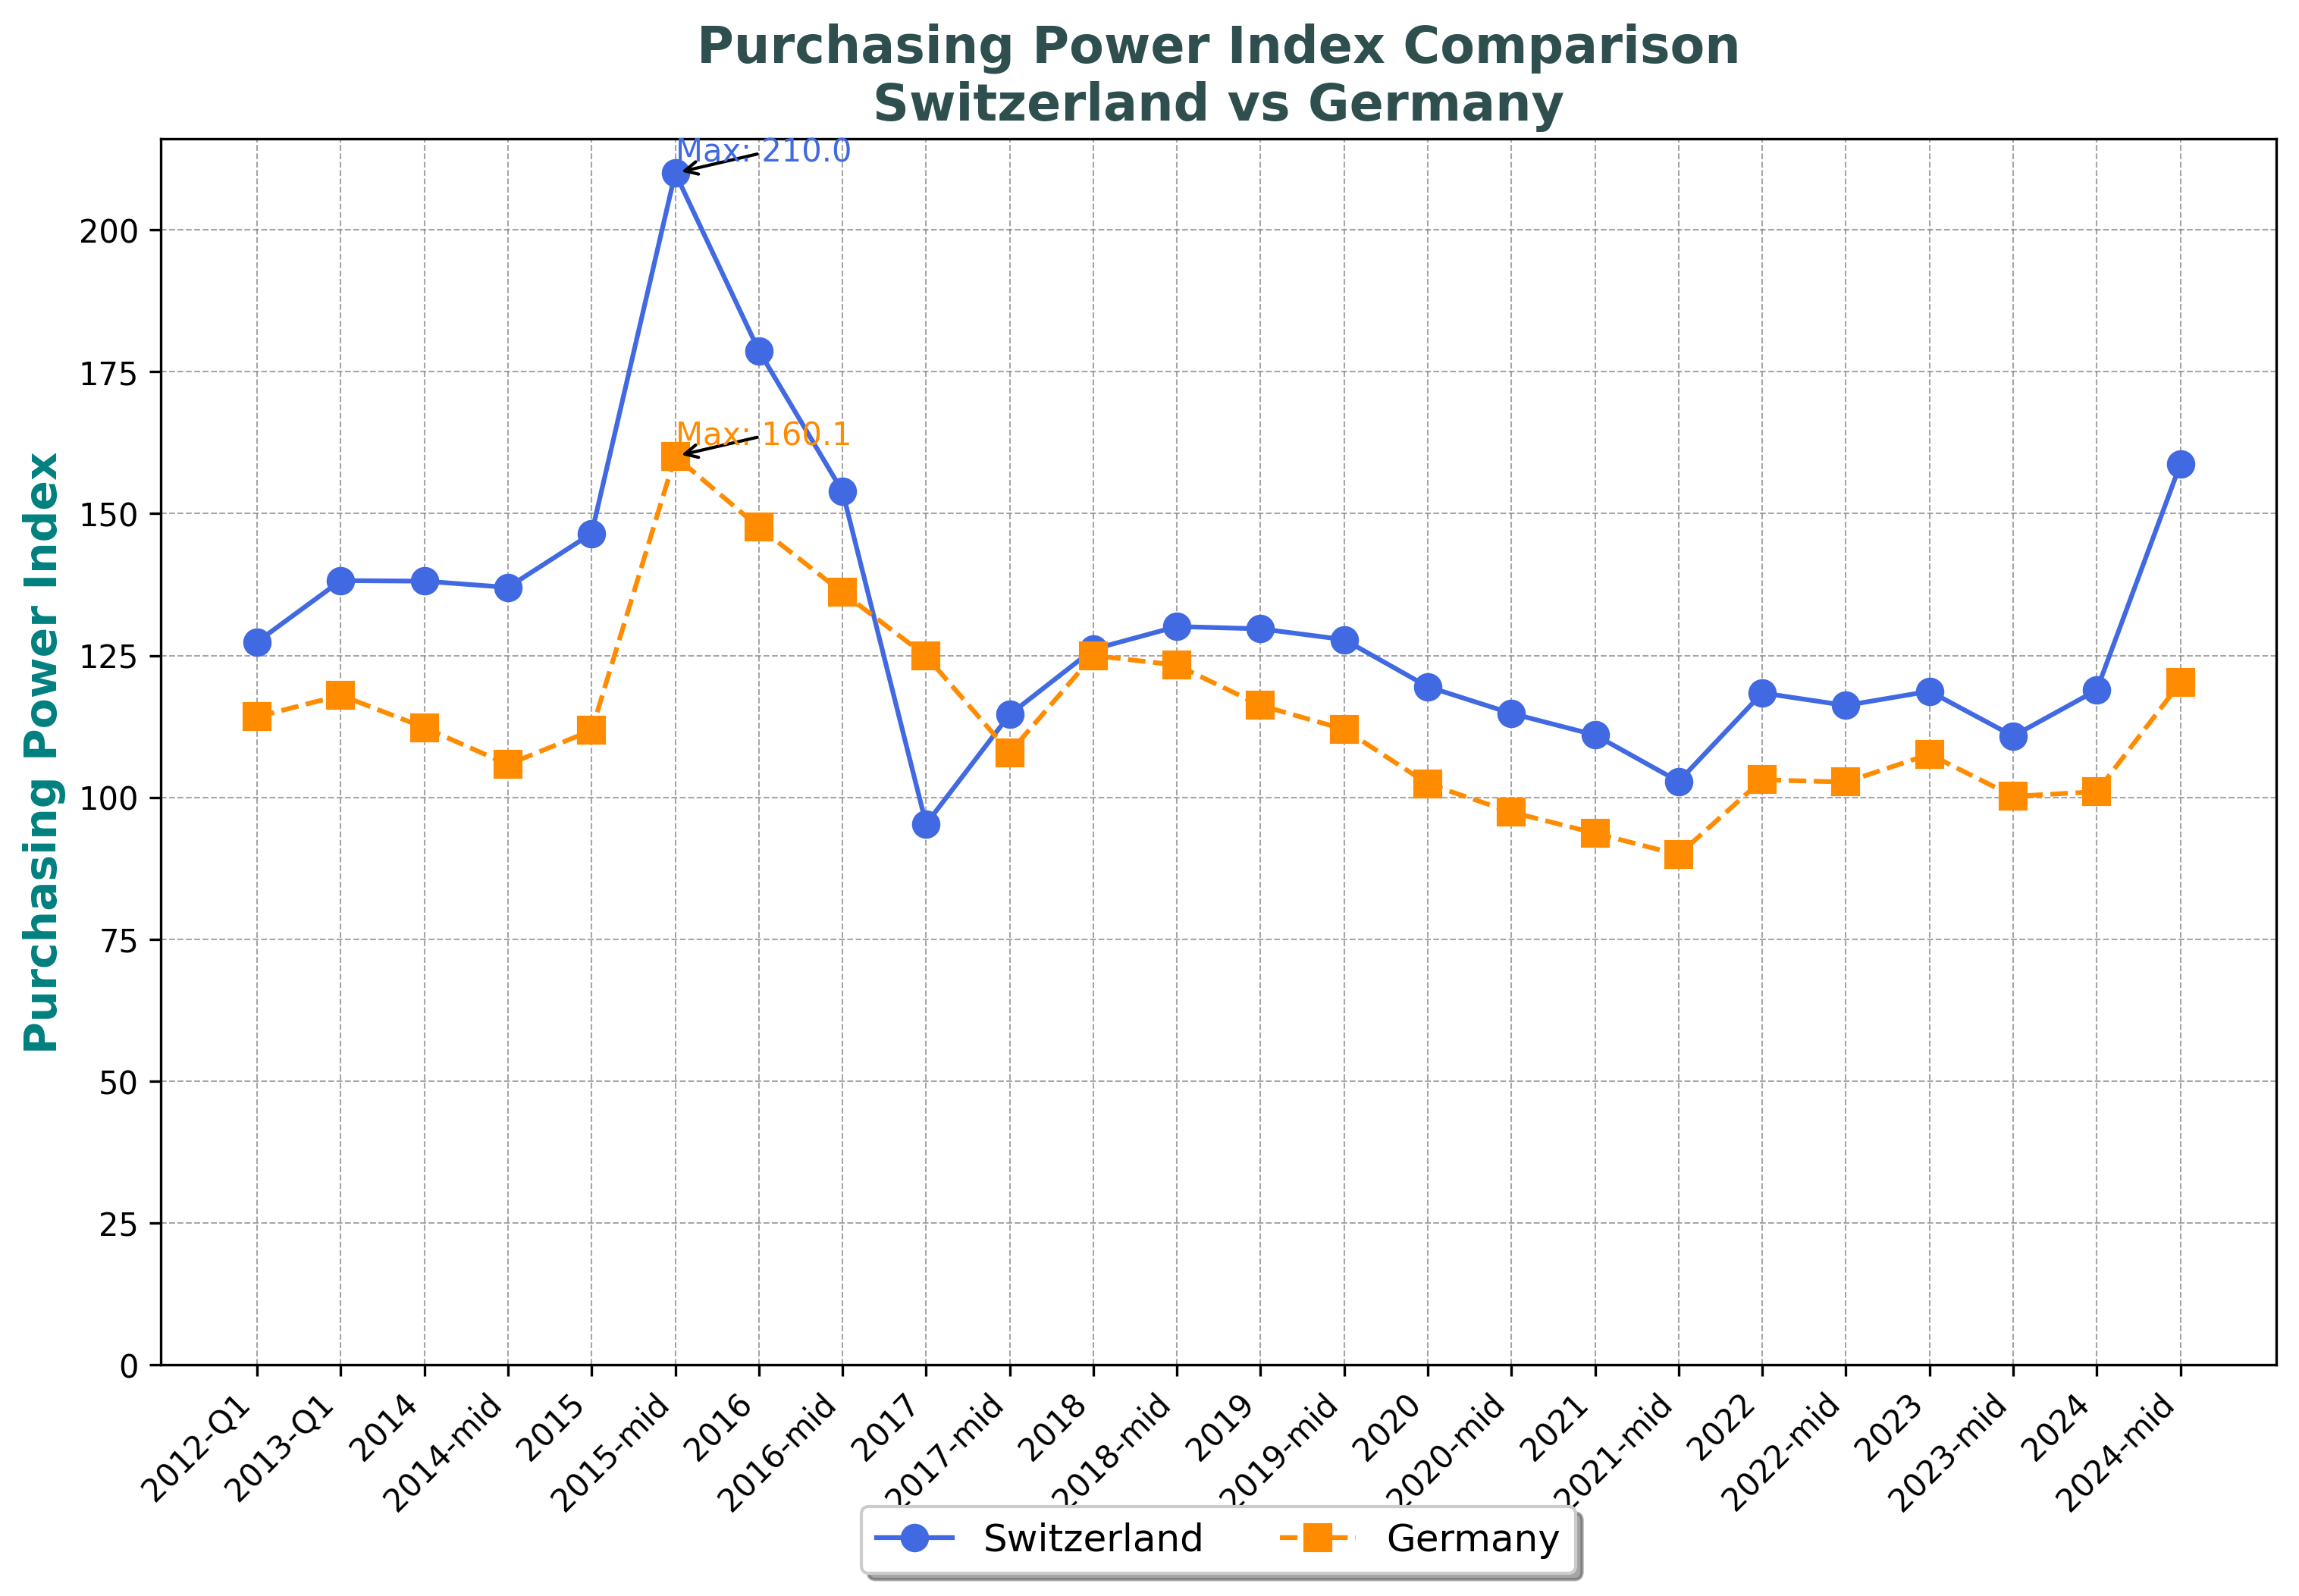 Purchasing Power Index Comparison
Switzerland vs Germany
Purchasing Power Index
200
175
150
125
100
75
50
25
0
Max: 210.0
Max: 160.1
2012-Q1
2013-Q1
2014
2014-mid
2015
2015-mid
2016
2016-mid
2017
2017-mid
2018
2018-mid
2019
2019-mid
2020
2020-mid
2021
2021-mid
2022
2022-mid
2023
2023-mid
2024
2024-mid
Switzerland
Germany